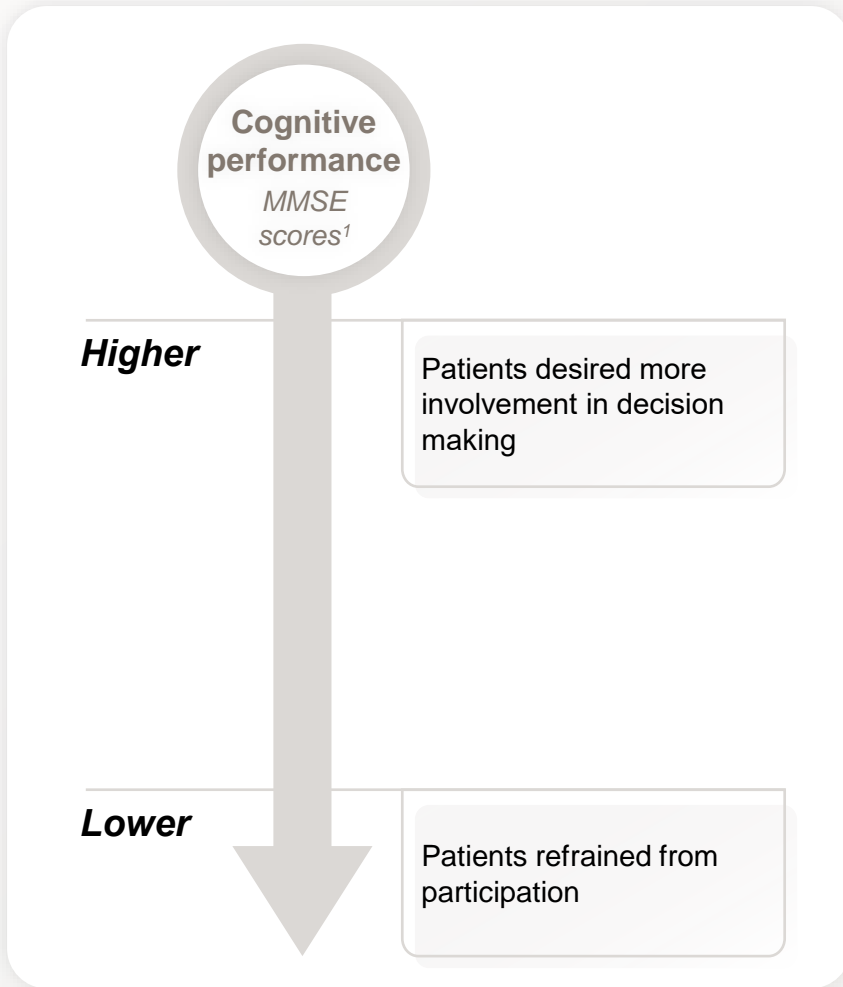 Cognitive
performance
MMSE
scores¹
Higher
Patients desired more
involvement in decision
making
Lower
Patients refrained from
participation